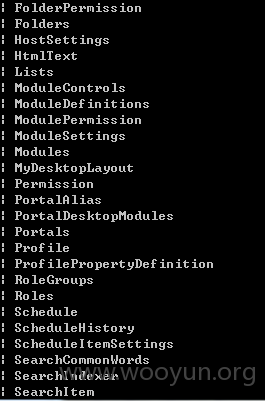 ¦ FolderPermission
¦ Folders
¦ HostSettings
¦ HtmlText
¦ Lists
¦ ModuleControls
¦ ModuleDefinitions
¦ ModulePermission
¦ ModuleSettings
¦ Modules
¦ MyDesktopLayout
¦ Permission
¦ PortalAlias
¦ PortalDesktopModules
¦ Portals
¦ Profile
¦ ProfilePropertyDefinition
¦ RoleGroups
¦ Roles
¦ Schedule
¦ ScheduleHistory
¦ ScheduleItemSettings
¦ SearchCommonWords
¦ SearchIndexer
www.wooyun.org
¦ SearchItem